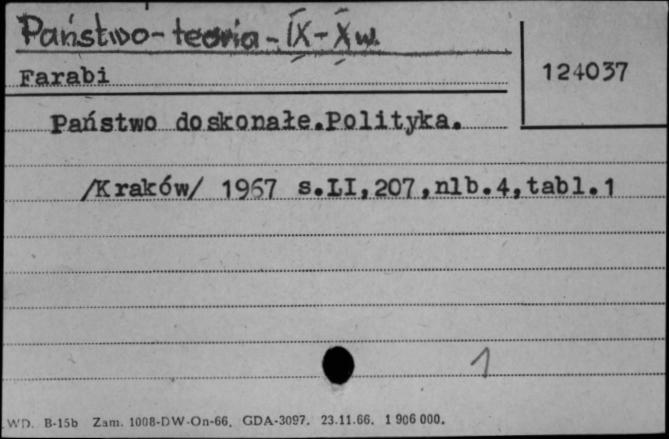 Państwo - teoria - IX - X w.
Farabi
124037
Państwo doskonałe.Polityka.
/Kraków/ 1967 s.LI,207,nlb.4,tabl.1
1
WD. B-15b Zam. 1008-DW-On-66. GDA-3097. 23.11.66. 1 906 000.